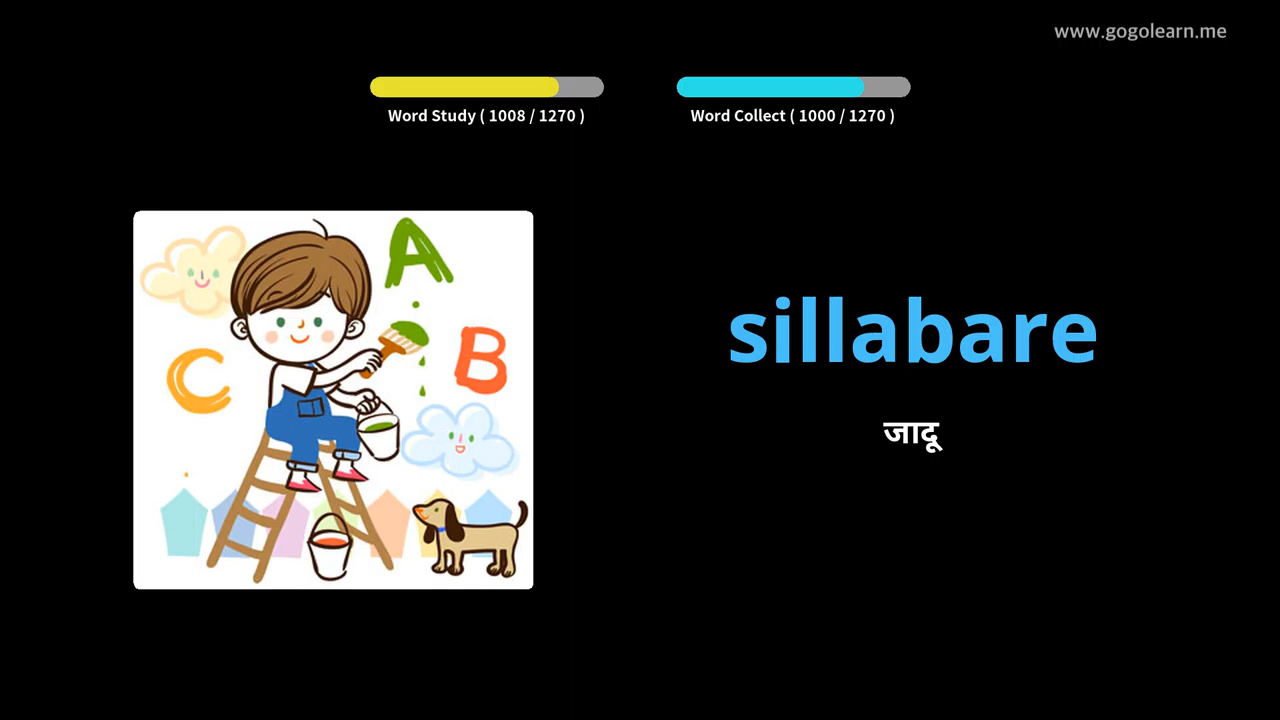 www.gogolearn.me
Word Study ( 1008 / 1270 )
Word Collect ( 1000 / 1270 )
A
B
C
sillabare
जादू